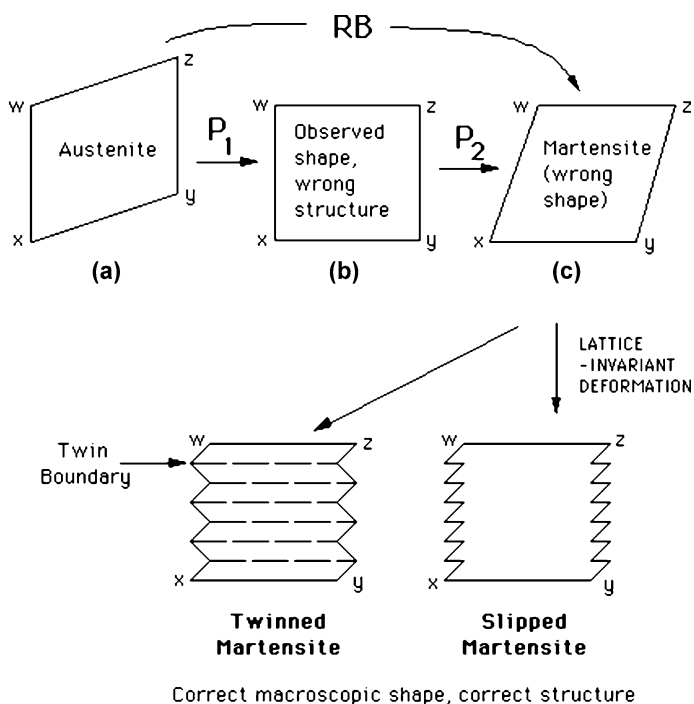 RB
w
z
Austenite
x
y
(a)
P1
w
z
Observed
shape,
wrong
structure
x
y
(b)
P2
w
z
Martensite
(wrong
shape)
x
y
(c)
LATTICE
-INVARIANT
DEFORMATION
Twin
Boundary
w
z
x
y
Twinned
Martensite
w
z
x
y
Slipped
Martensite
Correct macroscopic shape, correct structure